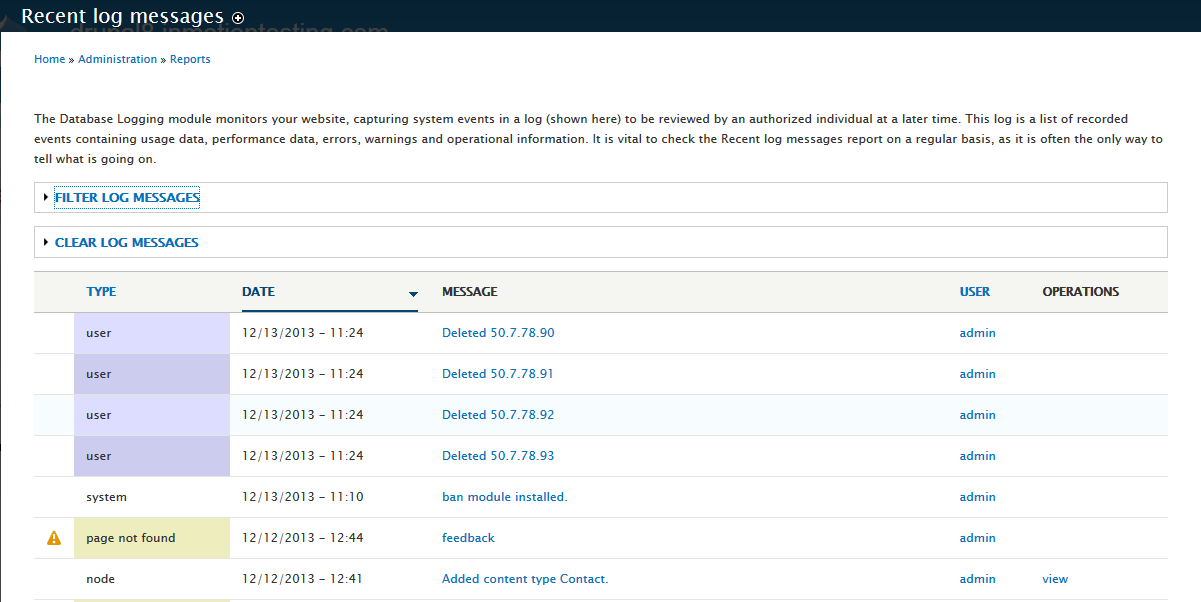 Recent log messages
drupal8.inmotiontesting.com
Home » Administration » Reports
The Database Logging module monitors your website, capturing system events in a log (shown here) to be reviewed by an authorized individual at a later time. This log is a list of recorded
events containing usage data, performance data, errors, warnings and operational information. It is vital to check the Recent log messages report on a regular basis, as it is often the only way to
tell what is going on.
FILTER LOG MESSAGES
CLEAR LOG MESSAGES
TYPE DATE MESSAGE USER OPERATIONS
user 12/13/2013 - 11:24 Deleted 50.7.78.90 admin
user 12/13/2013 - 11:24 Deleted 50.7.78.91 admin
user 12/13/2013 - 11:24 Deleted 50.7.78.92 admin
user 12/13/2013 - 11:24 Deleted 50.7.78.93 admin
system 12/13/2013 - 11:10 ban module installed. admin
page not found 12/12/2013 - 12:44 feedback admin
node 12/12/2013 - 12:41 Added content type Contact. admin view